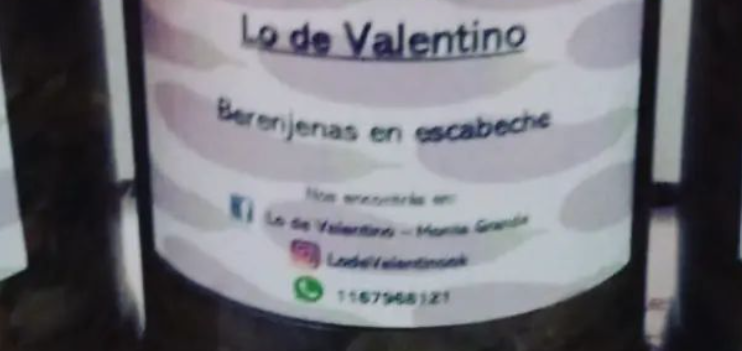 Lo de Valentino
Berenjenas en escabeche
Nos encontrás en:
Lo de Valentino - Monte Grande
LodeValentinook
1167968121